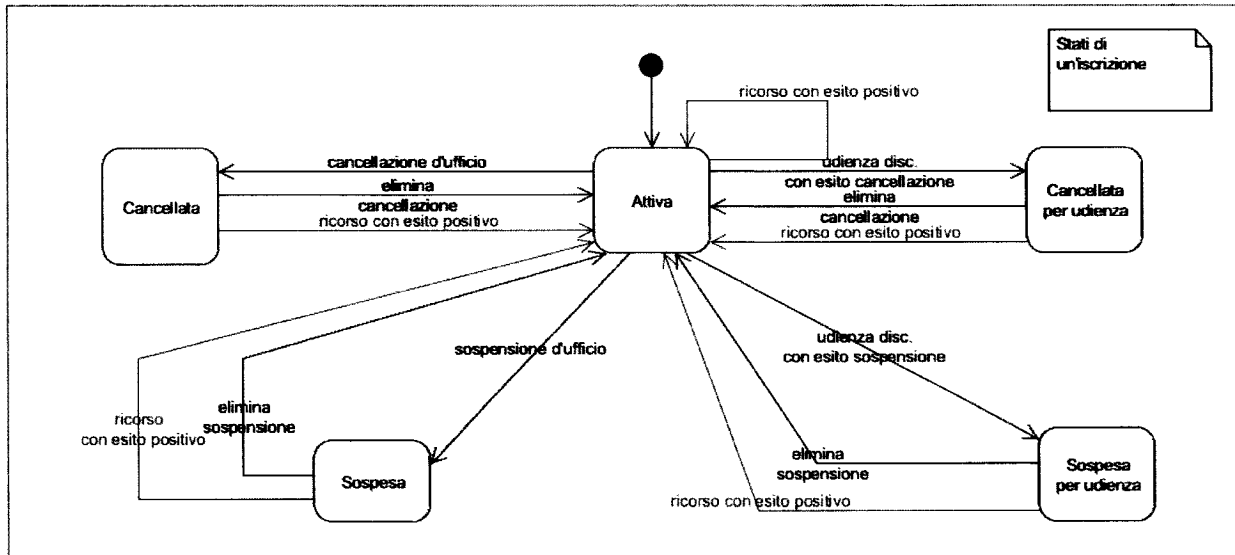 Stati di
un'iscrizione
ricorso con esito positivo
cancellazione d'ufficio
elimina
cancellazione
ricorso con esito positivo
Cancellata
Attiva
udienza disc.
con esito cancellazione
elimina
cancellazione
ricorso con esito positivo
Cancellata
per udienza
sospensione d'ufficio
udienza disc.
con esito sospensione
ricorso
con esito positivo
elimina
sospensione
Sospesa
elimina
sospensione
ricorso con esito positivo
Sospesa
per udienza